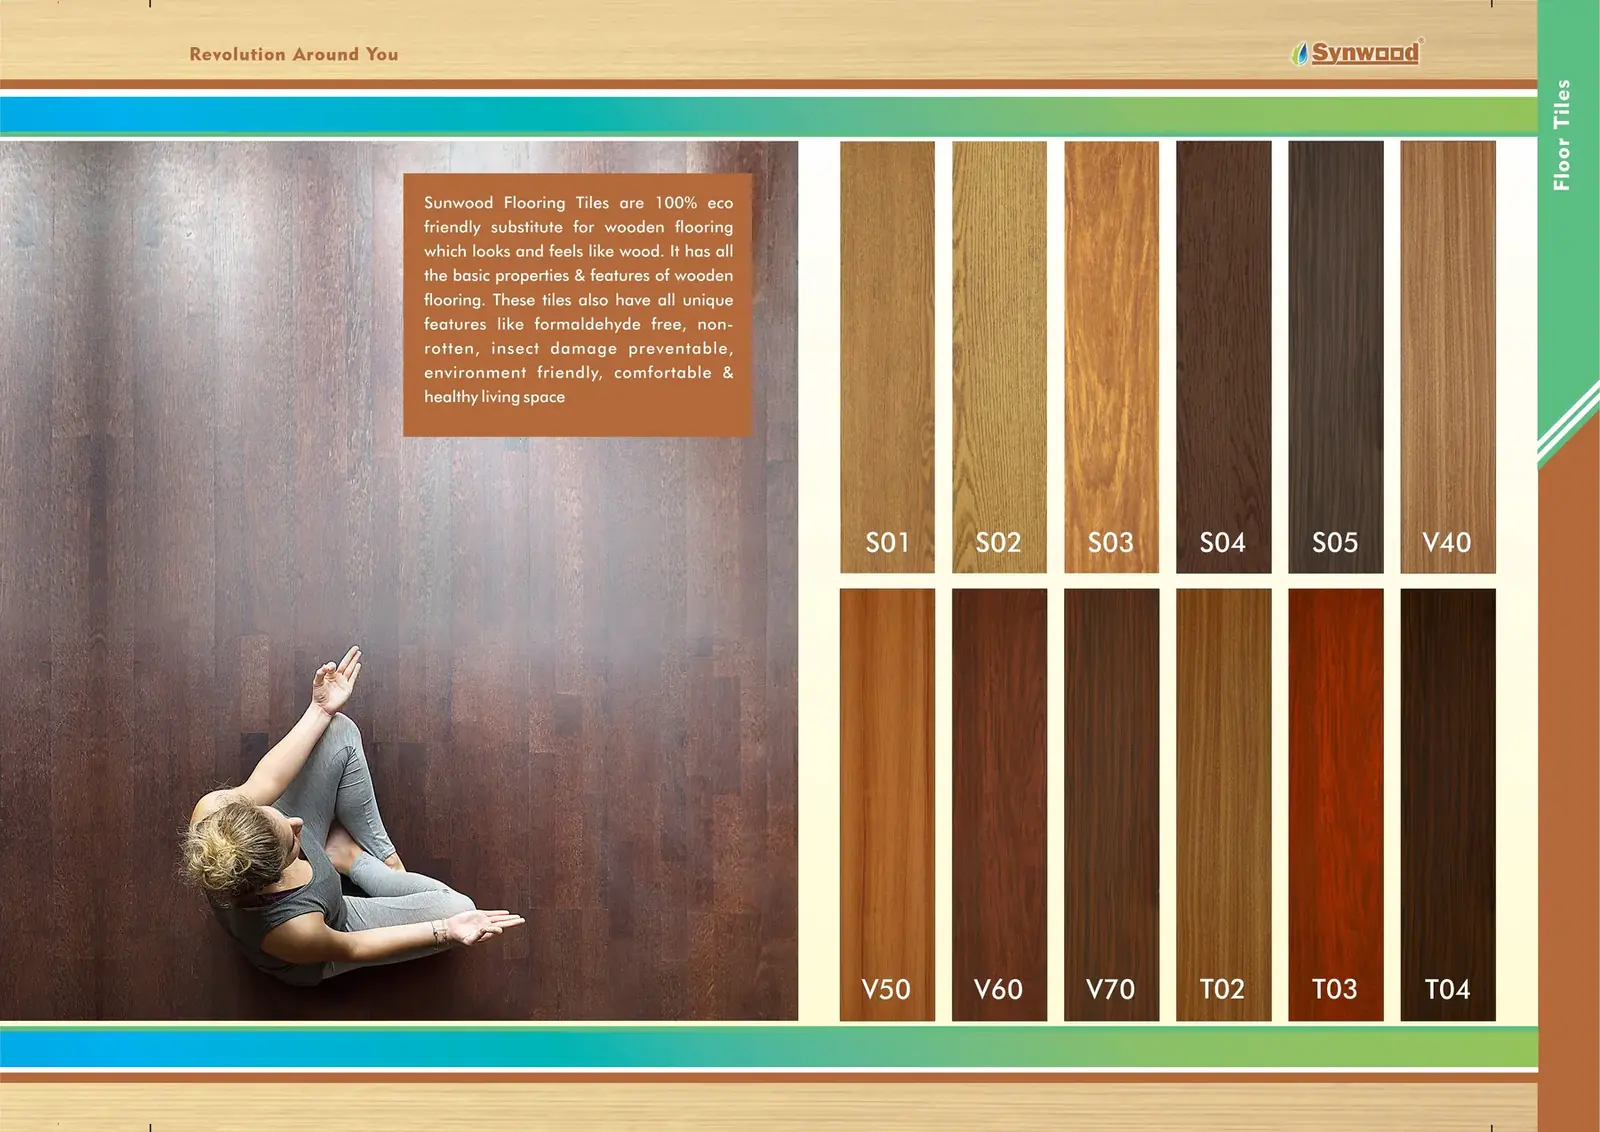 Revolution Around You
Synwood®
Floor Tiles
Sunwood Flooring Tiles are 100% eco
friendly substitute for wooden flooring
which looks and feels like wood. It has all
the basic properties & features of wooden
flooring. These tiles also have all unique
features like formaldehyde free, non-
rotten, insect damage preventable,
environment friendly, comfortable &
healthy living space
S01 S02 S03 S04 S05 V40
V50 V60 V70 T02 T03 T04